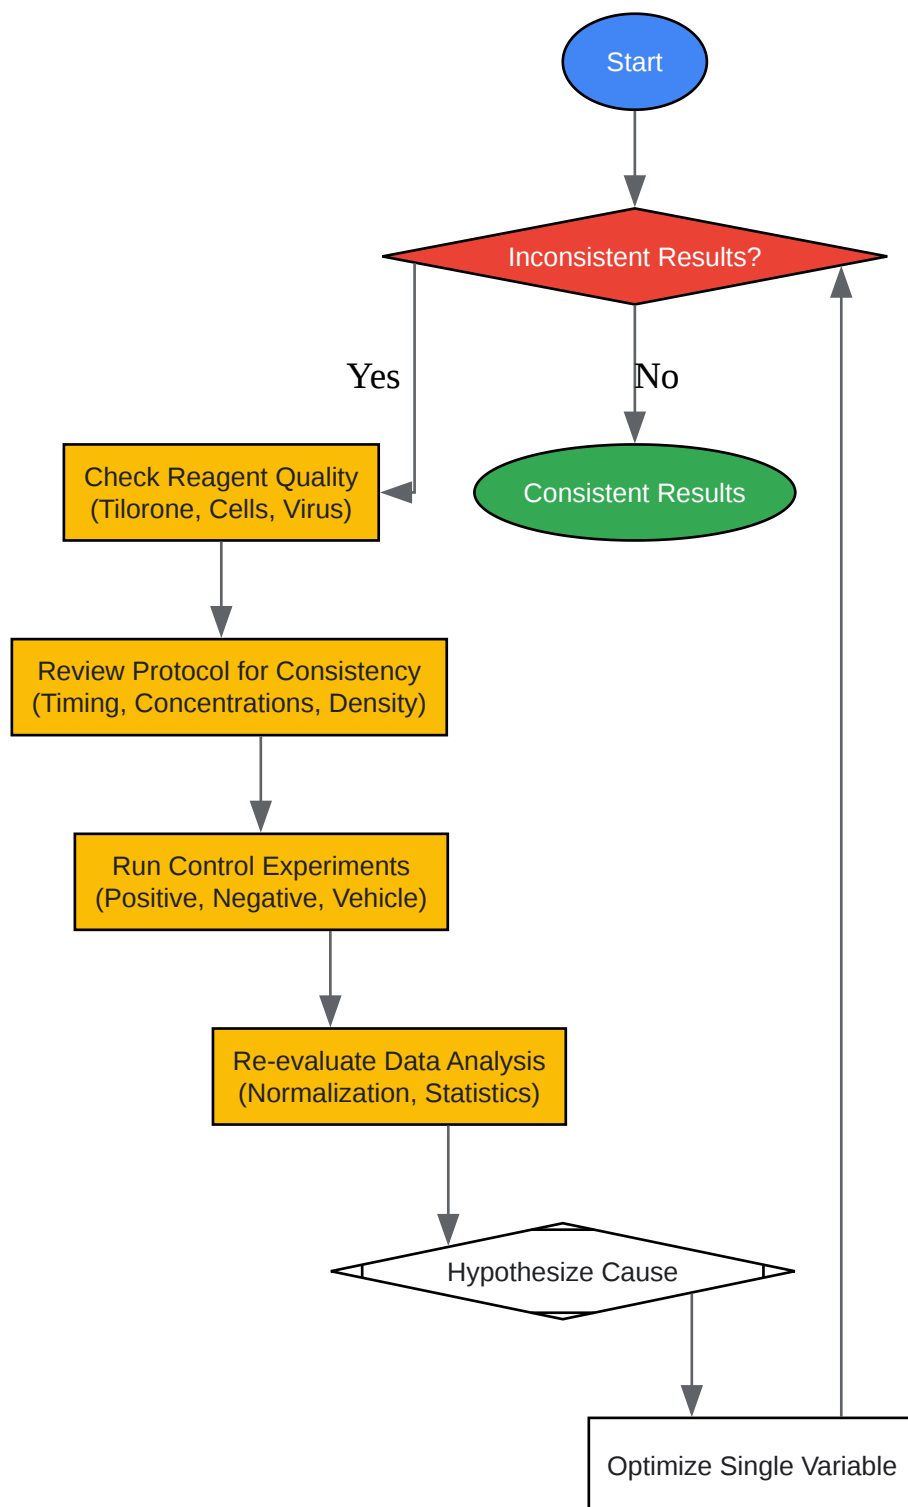 Start
Inconsistent Results?
Yes
No
Check Reagent Quality
(Tilorone, Cells, Virus)
Consistent Results
Review Protocol for Consistency
(Timing, Concentrations, Density)
Run Control Experiments
(Positive, Negative, Vehicle)
Re-evaluate Data Analysis
(Normalization, Statistics)
Hypothesize Cause
Optimize Single Variable